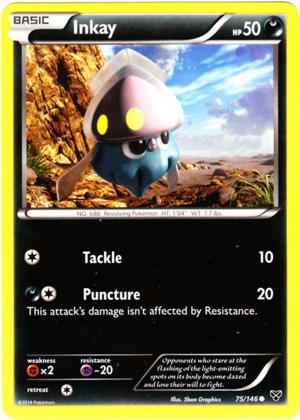 BASIC
Inkay
HP50
NO. 686 Revolving Pokémon HT: 1'04" WT: 7.7 lbs.
Tackle 10
Puncture 20
This attack's damage isn't affected by Resistance.
weakness
×2
resistance
-20
retreat
Opponents who stare at the
flashing of the light-emitting
spots on its body become dazed
and lose their will to fight.
Illus. 5ban Graphics
75/146
©2014 Pokémon